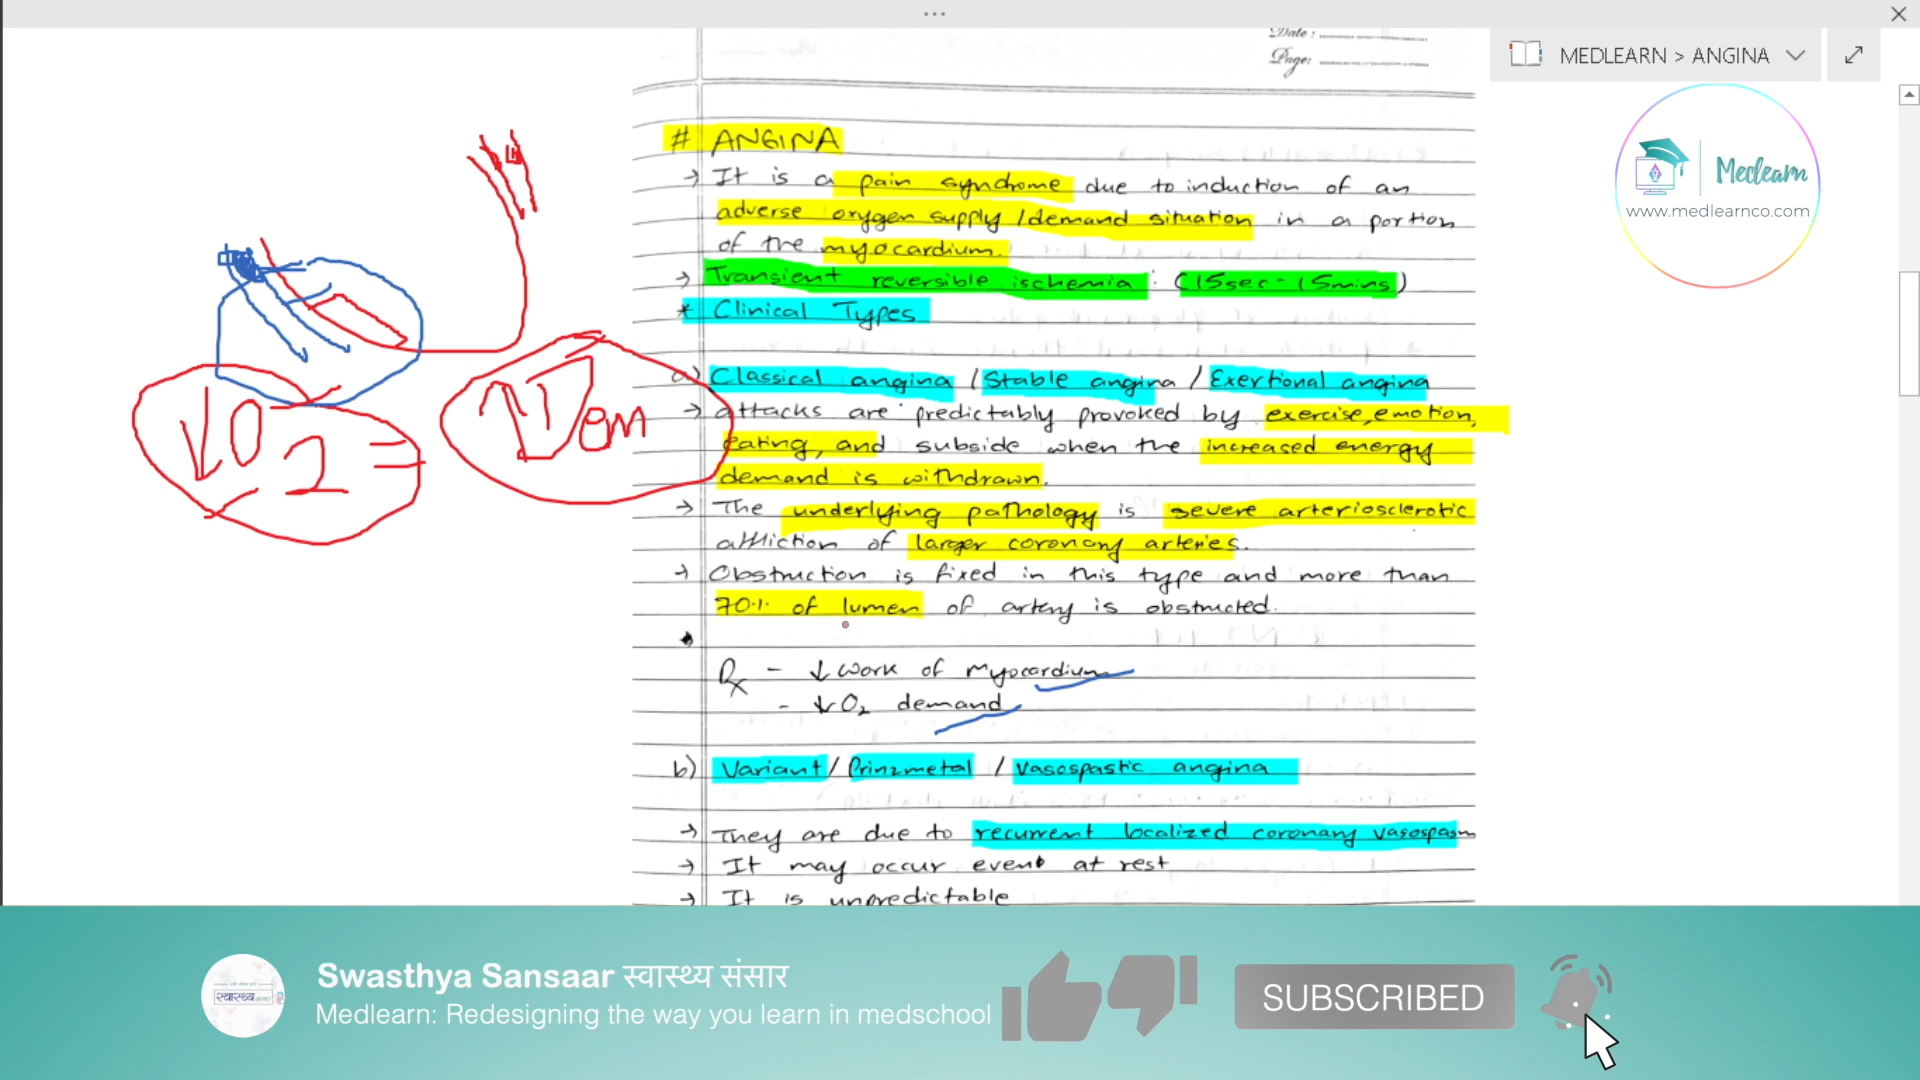 MEDLEARN > ANGINA
Date :
Page:
Medlearn
www.medlearnco.com
# ANGINA
→ It is a pain syndrome due to induction of an
adverse oxygen supply /demand situation in a portion
of the myocardium.
→ Transient reversible ischemia : (15sec - 15mins)
* Clinical Types
a) Classical angina / Stable angina / Exertional angina
→ attacks are predictably provoked by exercise, emotion,
eating, and subside when the increased energy
demand is withdrawn.
→ The underlying pathology is severe arteriosclerotic
affliction of larger coronary arteries.
→ Obstruction is fixed in this type and more than
70% of lumen of artery is obstructed.
Rx - ↓ work of myocardium
- ↓ O2 demand
b) Variant / Prinzmetal / Vasospastic angina
→ They are due to recurrent localized coronary vasospasm
→ It may occur event at rest
→ It is unpredictable
↓O2 =
Swasthya Sansaar स्वास्थ्य संसार
Medlearn: Redesigning the way you learn in medschool
SUBSCRIBED
स्वास्थ्य